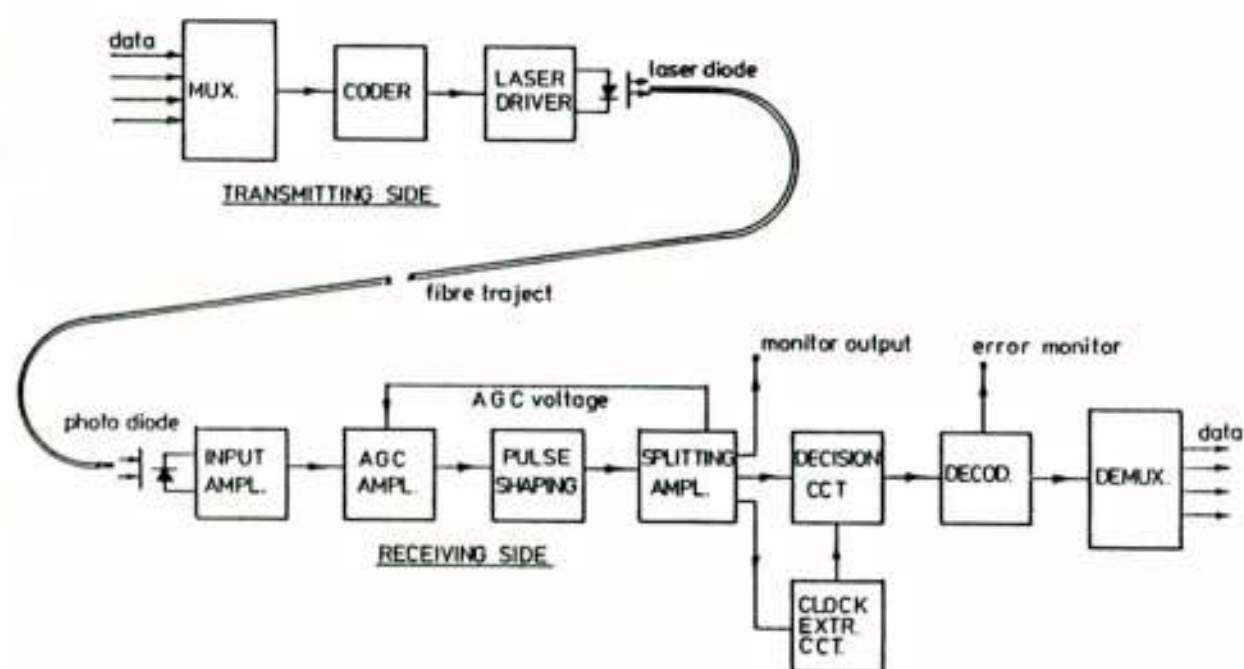 data
MUX.
CODER
LASER
DRIVER
laser diode
TRANSMITTING SIDE
fibre traject
monitor output
error monitor
AGC voltage
photo diode
INPUT
AMPL.
AGC
AMPL.
PULSE
SHAPING
SPLITTING
AMPL.
DECISION
CCT
DECOD.
DEMUX.
data
RECEIVING SIDE
CLOCK
EXTR.
CCT.